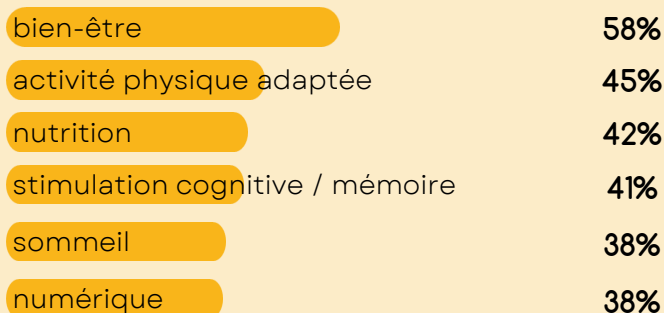 bien-être 58%
activité physique adaptée 45%
nutrition 42%
stimulation cognitive / mémoire 41%
sommeil 38%
numérique 38%